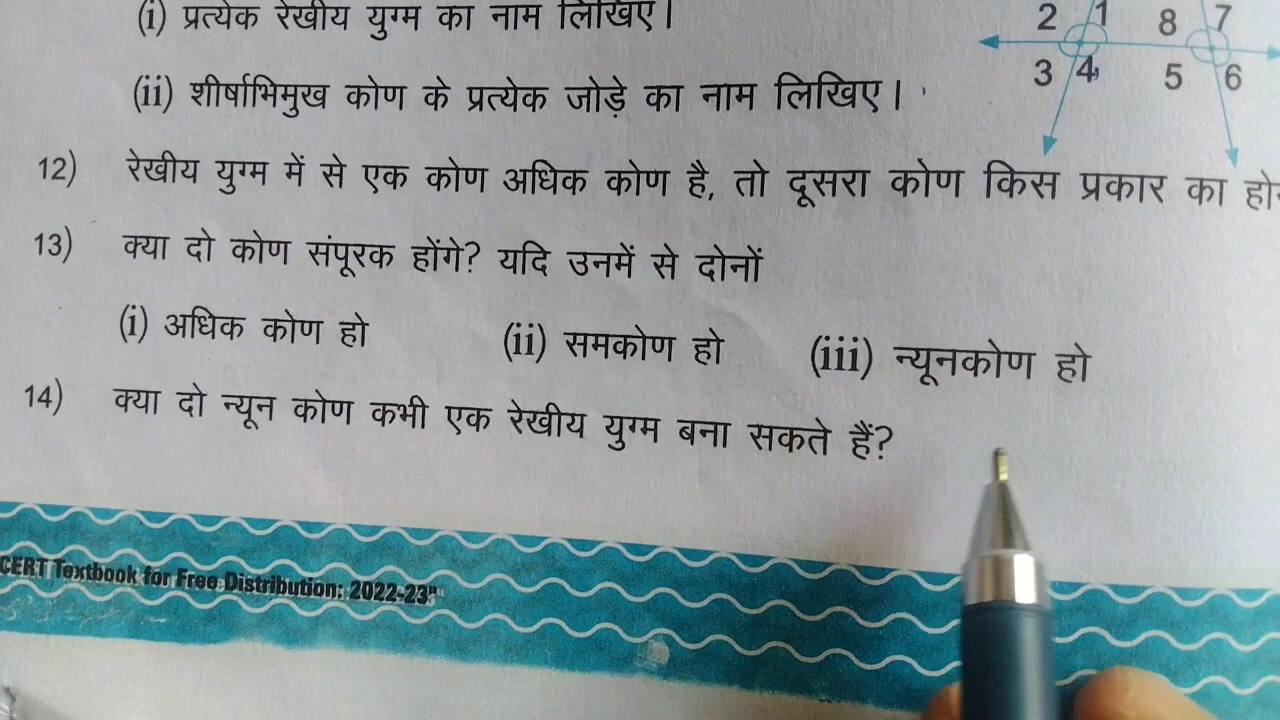 (i) प्रत्येक रेखीय युग्म का नाम लिखिए।
2 1 8 7
3 4 5 6
(ii) शीर्षाभिमुख कोण के प्रत्येक जोड़े का नाम लिखिए।
12) रेखीय युग्म में से एक कोण अधिक कोण है, तो दूसरा कोण किस प्रकार का
13) क्या दो कोण संपूरक होंगे? यदि उनमें से दोनों
(i) अधिक कोण हो (ii) समकोण हो (iii) न्यूनकोण हो
14) क्या दो न्यून कोण कभी एक रेखीय युग्म बना सकते हैं?
CERT Textbook for Free Distribution: 2022-23"